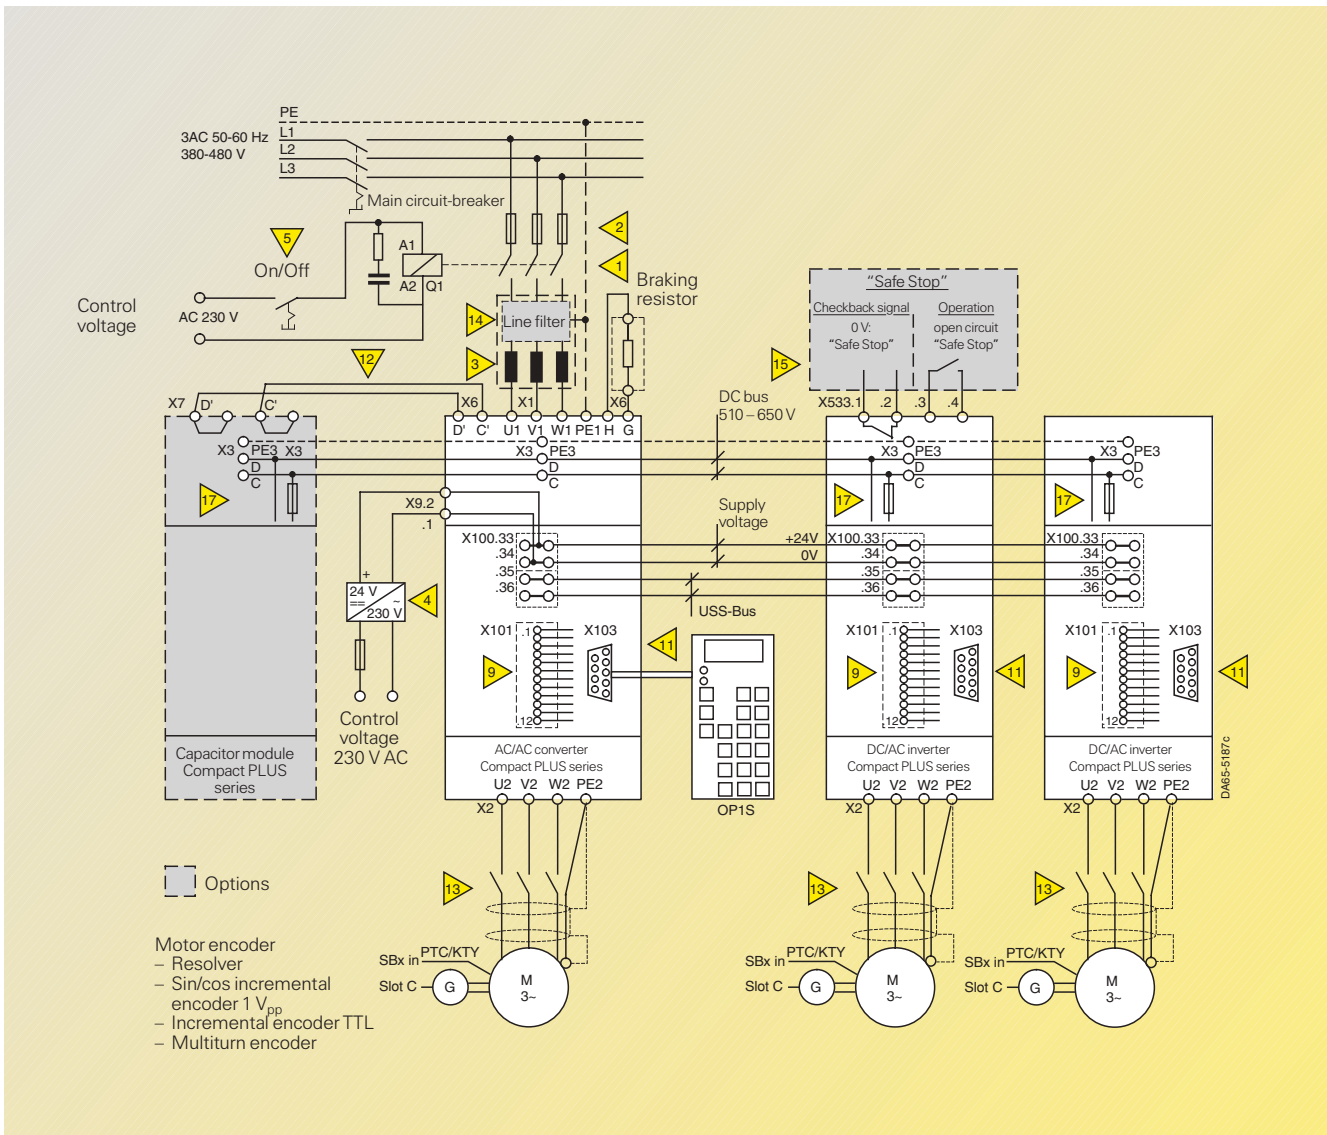 PE
3AC 50-60 Hz
380-480 V
L1
L2
L3
Main circuit-breaker
5
On/Off
A1
A2 Q1
2
1
Braking
resistor
Control
voltage
AC 230 V
14
Line filter
3
12
"Safe Stop"
Checkback signal
0 V:
"Safe Stop"
Operation
open circuit
"Safe Stop"
15
X7 D' C'
X6 X1 X6
D' C' U1 V1 W1 PE1 H G
DC bus
510 – 650 V
X533.1 .2 .3 .4
X3 PE3 X3
D
C
17
X3 PE3
D
C
X3 PE3
D
C
17
X3 PE3
D
C
17
X9.2
.1
Supply
voltage
+24V
0V
X100.33
.34
.35
.36
X100.33
.34
.35
.36
X100.33
.34
.35
.36
USS-Bus
+
24 V
==
~
230 V
4
Control
voltage
230 V AC
X101 .1 X103
9
.12
11
X101 .1 X103
9
.12
11
X101 .1 X103
9
.12
11
OP1S
Capacitor module
Compact PLUS
series
AC/AC converter
Compact PLUS series
U2 V2 W2 PE2
X2
DC/AC inverter
Compact PLUS series
U2 V2 W2 PE2
X2
DC/AC inverter
Compact PLUS series
U2 V2 W2 PE2
X2
DA65-5187c
Options
13
13
13
Motor encoder
– Resolver
– Sin/cos incremental
encoder 1 Vpp
– Incremental encoder TTL
– Multiturn encoder
SBx in PTC/KTY
Slot C G
M
3~
SBx in PTC/KTY
Slot C G
M
3~
SBx in PTC/KTY
Slot C G
M
3~